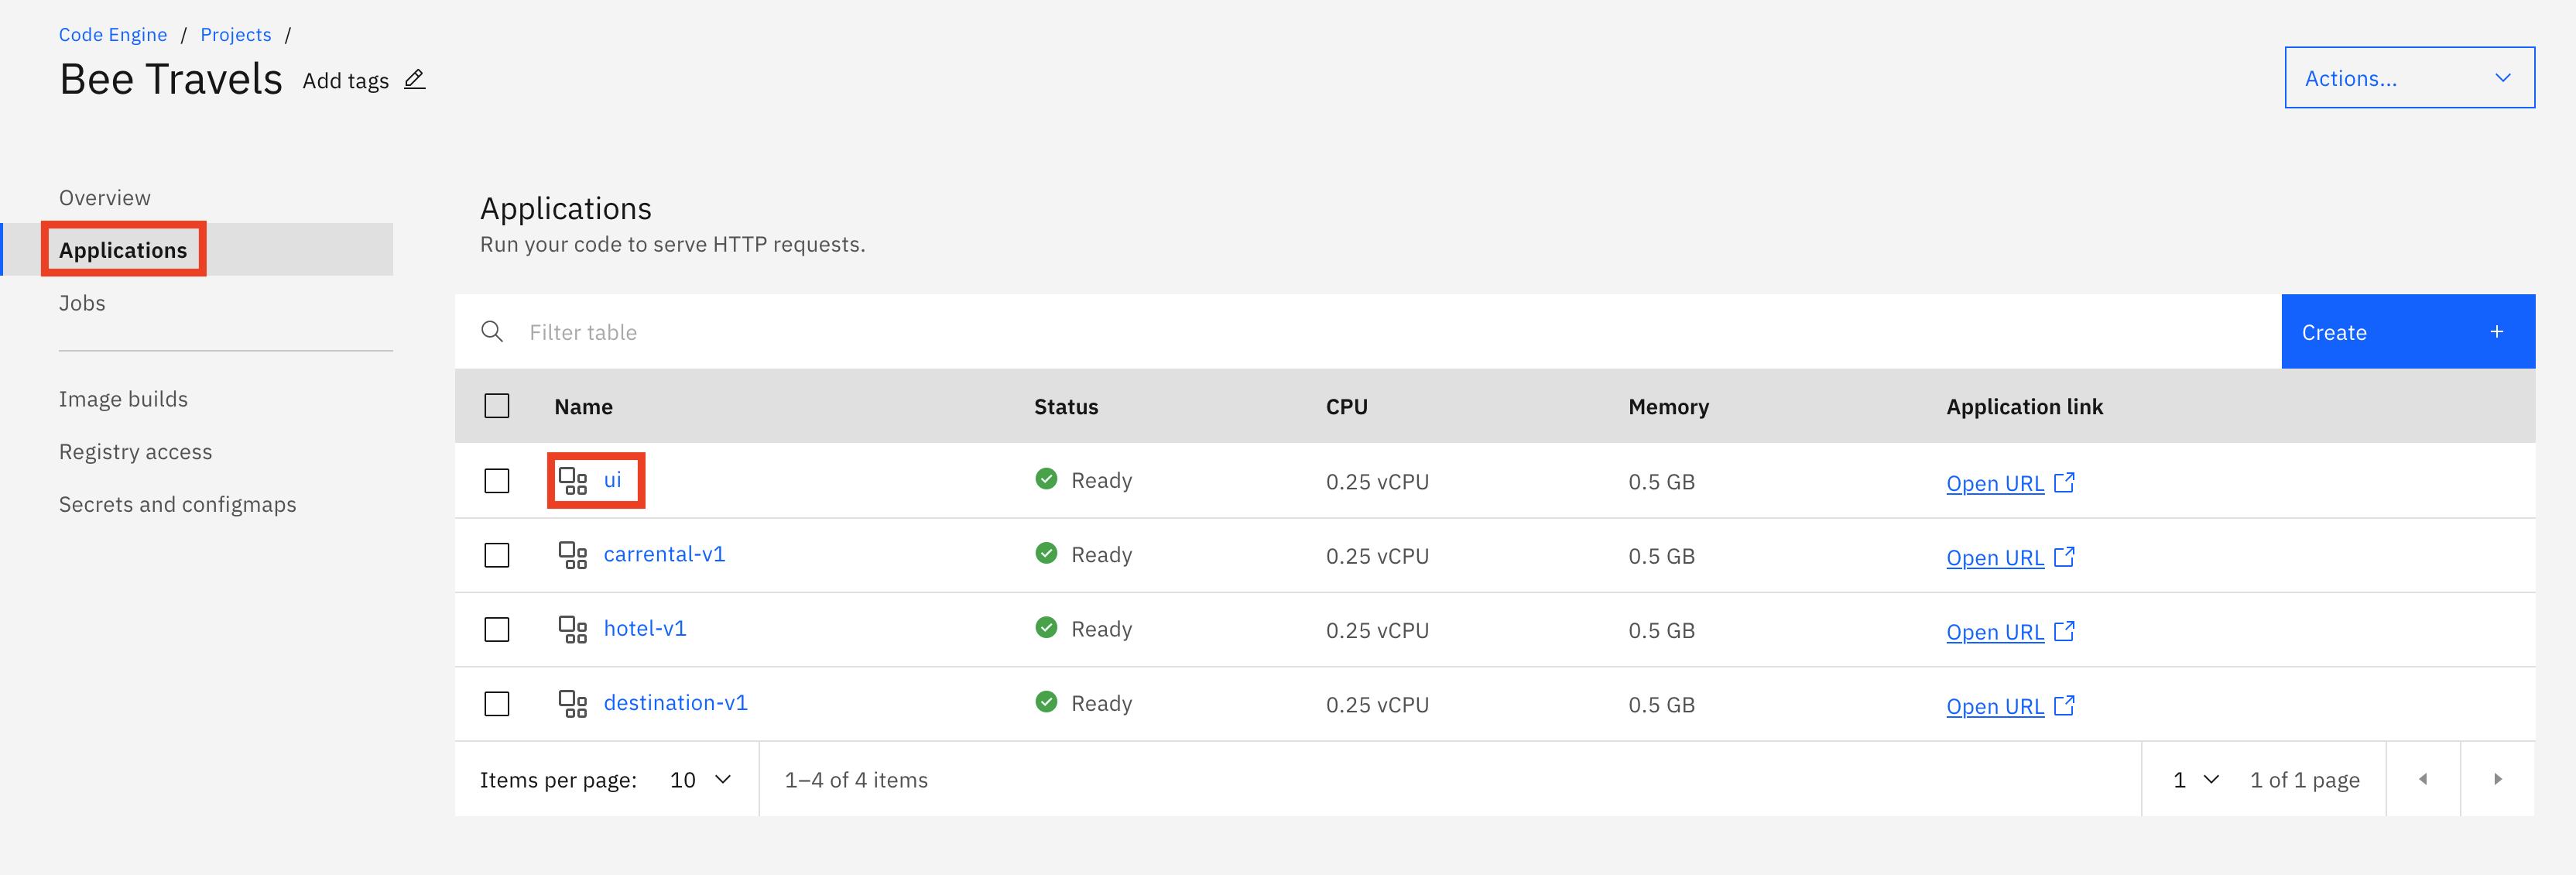 Code Engine / Projects /
Bee Travels Add tags
Actions...
Overview
Applications
Jobs
Image builds
Registry access
Secrets and configmaps
Applications
Run your code to serve HTTP requests.
Filter table
Create +
Name Status CPU Memory Application link
ui Ready 0.25 vCPU 0.5 GB Open URL
carrental-v1 Ready 0.25 vCPU 0.5 GB Open URL
hotel-v1 Ready 0.25 vCPU 0.5 GB Open URL
destination-v1 Ready 0.25 vCPU 0.5 GB Open URL
Items per page: 10 1–4 of 4 items 1 1 of 1 page